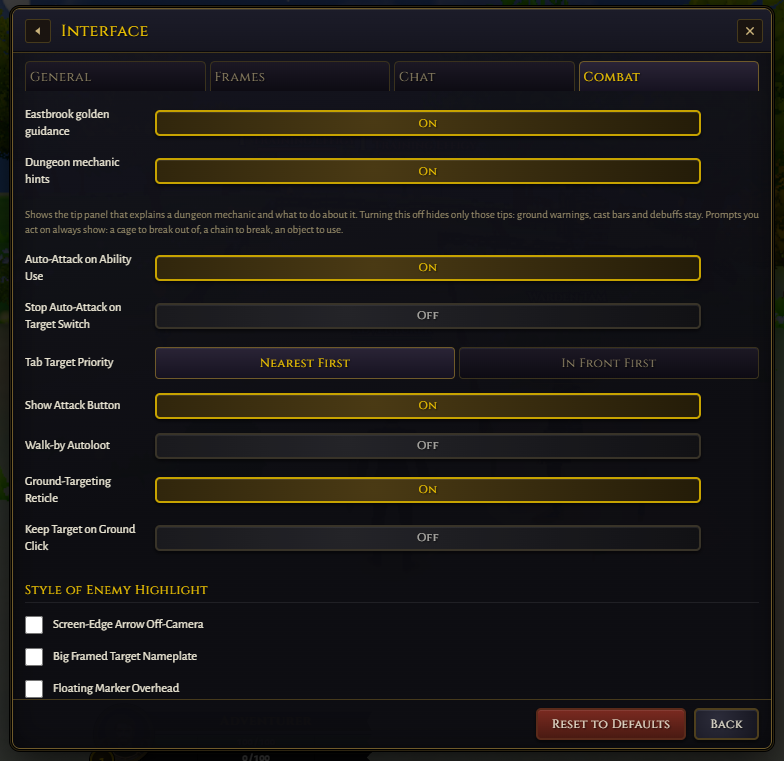 Interface
General
Frames
Chat
Combat
Eastbrook golden
guidance
On
Dungeon mechanic
hints
On
Shows the tip panel that explains a dungeon mechanic and what to do about it. Turning this off hides only those tips: ground warnings, cast bars and debuffs stay. Prompts you
act on always show: a cage to break out of, a chain to break, an object to use.
Auto-Attack on Ability
Use
On
Stop Auto-Attack on
Target Switch
Off
Tab Target Priority
Nearest First
In Front First
Show Attack Button
On
Walk-by Autoloot
Off
Ground-Targeting
Reticle
On
Keep Target on Ground
Click
Off
Style of Enemy Highlight
Screen-Edge Arrow Off-Camera
Big Framed Target Nameplate
Floating Marker Overhead
Reset to Defaults
Back
0 / 100